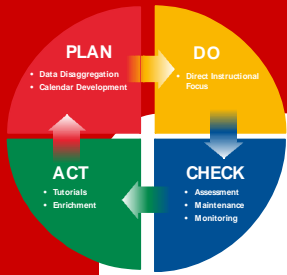 PLAN
• Data Disaggregation
• Calendar Development
DO
• Direct Instructional
Focus
ACT
• Tutorials
• Enrichment
CHECK
• Assessment
• Maintenance
• Monitoring